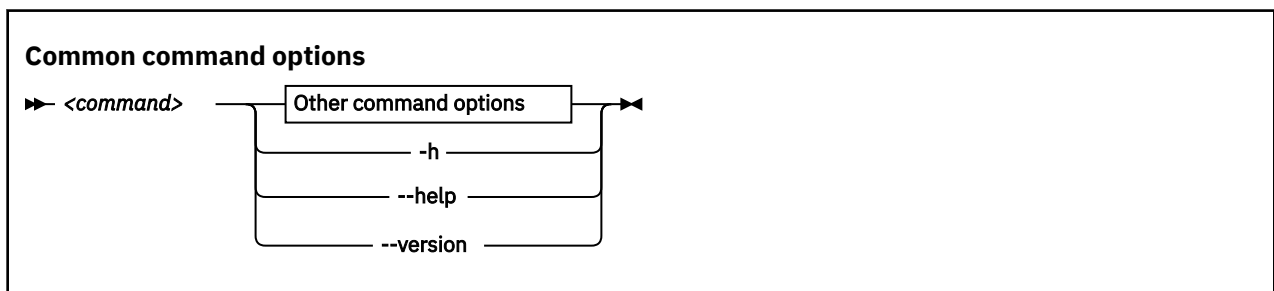 Common command options
<command> Other command options
-h
--help
--version